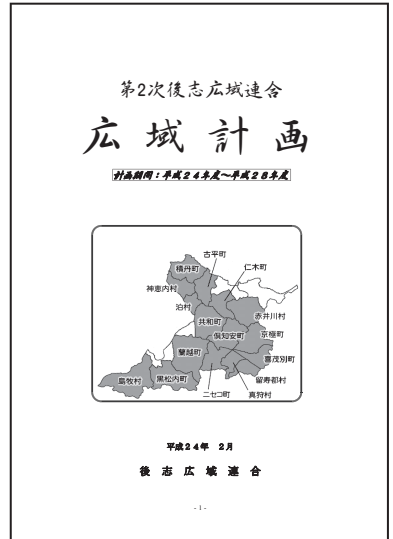 第2次後志広域連合
広域計画
計画期間：平成24年度～平成28年度
古平町
積丹町
仁木町
神恵内村
泊村
赤井川村
共和町
京極町
倶知安町
蘭越町
喜茂別町
島牧村
黒松内町
留寿都村
ニセコ町
真狩村
平成24年 2月
後志広域連合
- 1 -